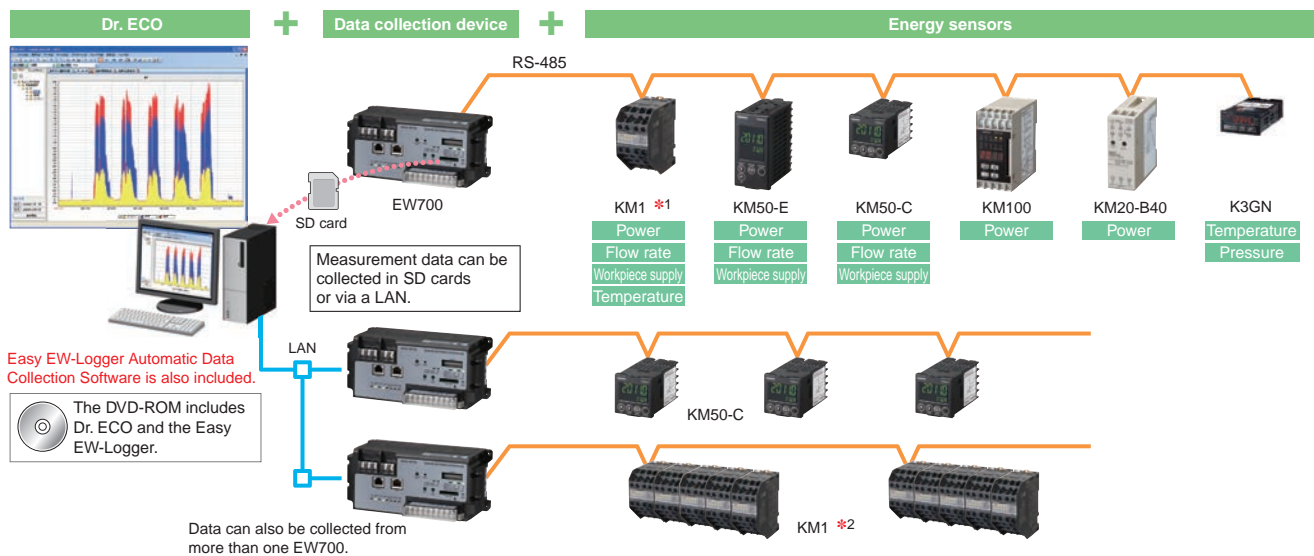 Dr. ECO
+
Data collection device
+
Energy sensors
RS-485
EW700
SD card
KM1 *1
Power
Flow rate
Workpiece supply
Temperature
KM50-E
Power
Flow rate
Workpiece supply
KM50-C
Power
Flow rate
Workpiece supply
KM100
Power
KM20-B40
Power
K3GN
Temperature
Pressure
Measurement data can be
collected in SD cards
or via a LAN.
LAN
Easy EW-Logger Automatic Data
Collection Software is also included.
The DVD-ROM includes
Dr. ECO and the Easy
EW-Logger.
KM50-C
KM1 *2
Data can also be collected from
more than one EW700.